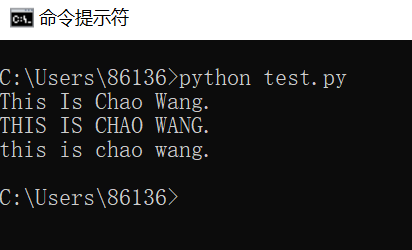 命令提示符
C:\Users\86136>python test.py
This Is Chao Wang.
THIS IS CHAO WANG.
this is chao wang.
C:\Users\86136>